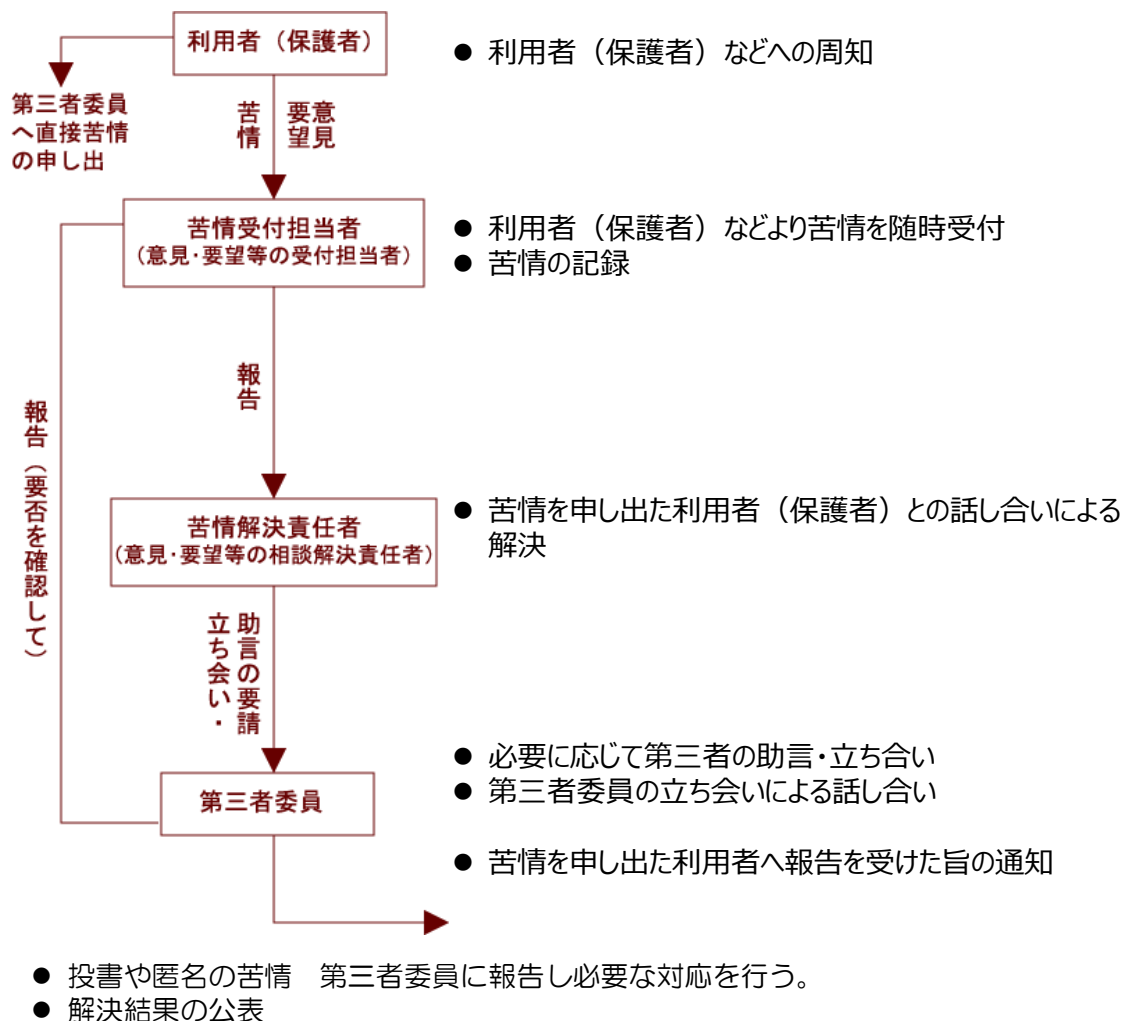 利用者（保護者）
● 利用者（保護者）などへの周知
第三者委員
へ直接苦情
の申し出
苦情
意見
要望
苦情受付担当者
(意見･要望等の受付担当者)
● 利用者（保護者）などより苦情を随時受付
● 苦情の記録
報告
報告（要否を確認して）
苦情解決責任者
(意見･要望等の相談解決責任者)
● 苦情を申し出た利用者（保護者）との話し合いによる
解決
助言の要請
立ち会い・
● 必要に応じて第三者の助言・立ち合い
● 第三者委員の立ち会いによる話し合い
第三者委員
● 苦情を申し出た利用者へ報告を受けた旨の通知
● 投書や匿名の苦情　第三者委員に報告し必要な対応を行う。
● 解決結果の公表